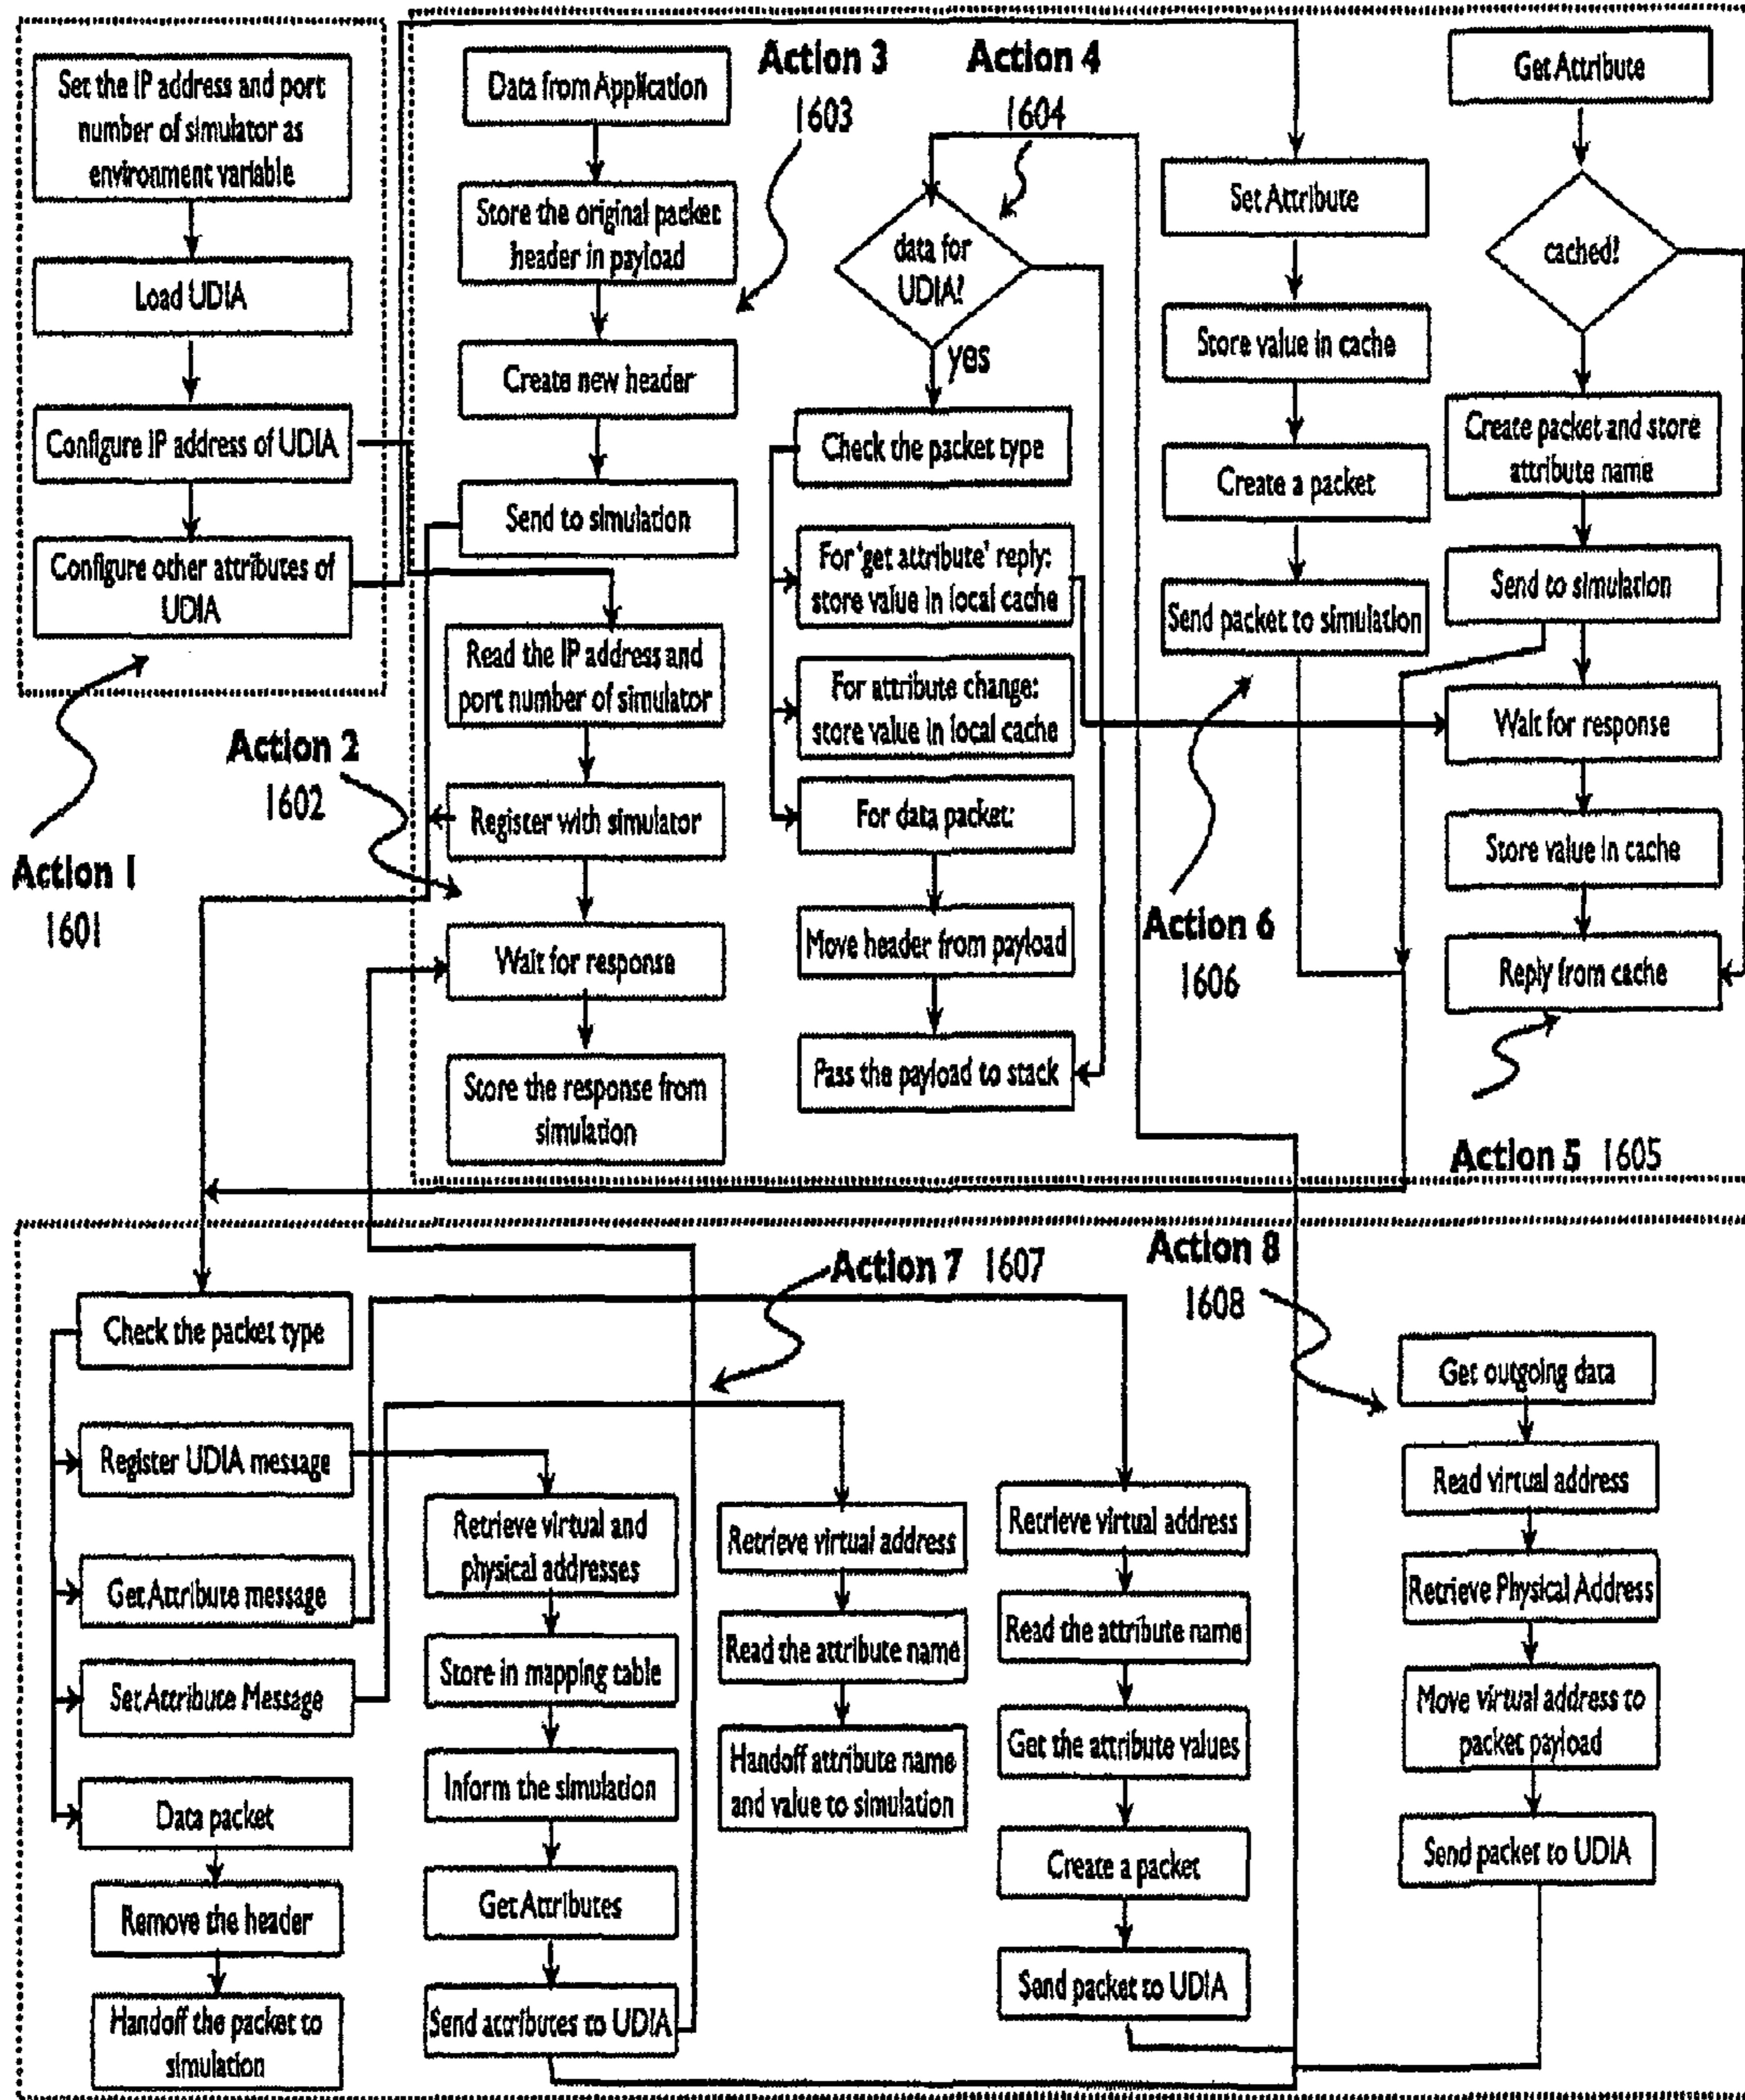 Set the IP address and port
number of simulator as
environment variable
Load UDIA
Configure IP address of UDIA
Configure other attributes of
UDIA
Action 1
1601
Data from Application
Store the original packet
header in payload
Create new header
Send to simulation
Action 3
1603
Read the IP address and
port number of simulator
Register with simulator
Wait for response
Store the response from
simulation
Action 2
1602
Action 4
1604
data for
UDIA?
yes
Check the packet type
For 'get attribute' reply:
store value in local cache
For attribute change:
store value in local cache
For data packet:
Move header from payload
Pass the payload to stack
Set Attribute
Store value in cache
Create a packet
Send packet to simulation
Action 6
1606
Get Attribute
cached?
Create packet and store
attribute name
Send to simulation
Wait for response
Store value in cache
Reply from cache
Action 5 1605
Check the packet type
Register UDIA message
Get Attribute message
Set Attribute Message
Data packet
Remove the header
Handoff the packet to
simulation
Retrieve virtual and
physical addresses
Store in mapping table
Inform the simulation
Get Attributes
Send attributes to UDIA
Action 7 1607
Retrieve virtual address
Read the attribute name
Handoff attribute name
and value to simulation
Retrieve virtual address
Read the attribute name
Get the attribute values
Create a packet
Send packet to UDIA
Action 8
1608
Get outgoing data
Read virtual address
Retrieve Physical Address
Move virtual address to
packet payload
Send packet to UDIA